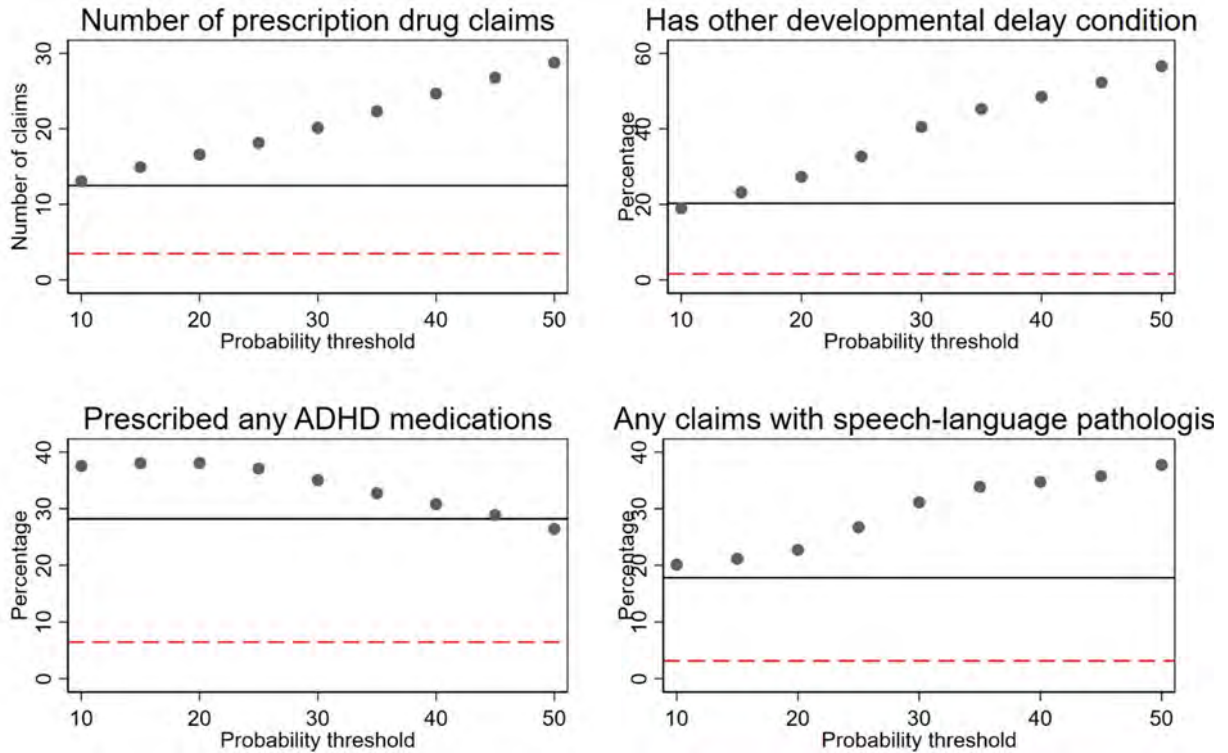 Number of prescription drug claims
Number of claims
0 10 20 30
10 20 30 40 50
Probability threshold
Has other developmental delay condition
Percentage
0 20 40 60
10 20 30 40 50
Probability threshold
Prescribed any ADHD medications
Percentage
0 10 20 30 40
10 20 30 40 50
Probability threshold
Any claims with speech-language pathologis
Percentage
0 10 20 30 40
10 20 30 40 50
Probability threshold